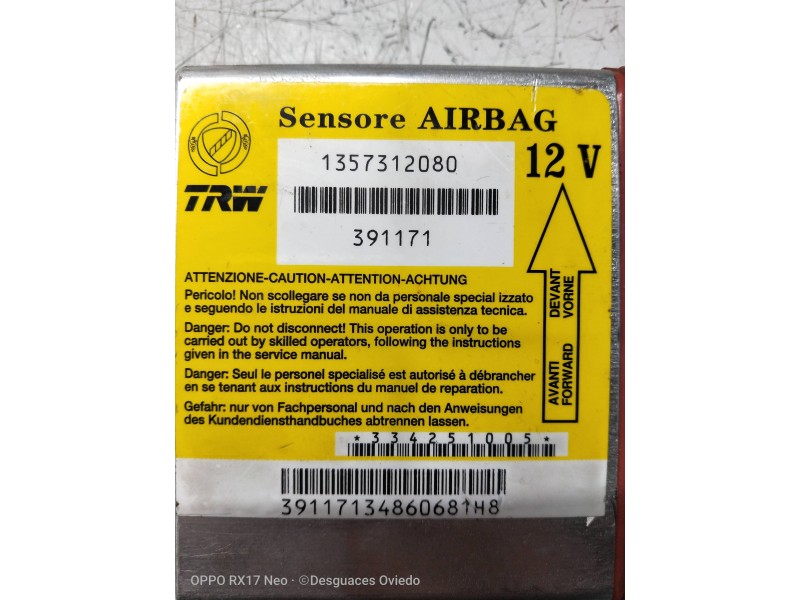 Sensore AIRBAG
1357312080
12 V
TRW
391171
ATTENZIONE-CAUTION-ATTENTION-ACHTUNG
Pericolo! Non scollegare se non da personale special izzato
e seguendo le istruzioni del manuale di assistenza tecnica.
Danger: Do not disconnect! This operation is only to be
carried out by skilled operators, following the instructions
given in the service manual.
Danger: Seul le personel specialisé est autorisé à débrancher
en se tenant aux instructions du manuel de reparation.
Gefahr: nur von Fachpersonal und nach den Anweisungen
des Kundendiensthandbuches abtrennen lassen.
AVANTI DEVANT
FORWARD VORNE
*334251005*
39117134860681H8
OPPO RX17 Neo · ©Desguaces Oviedo